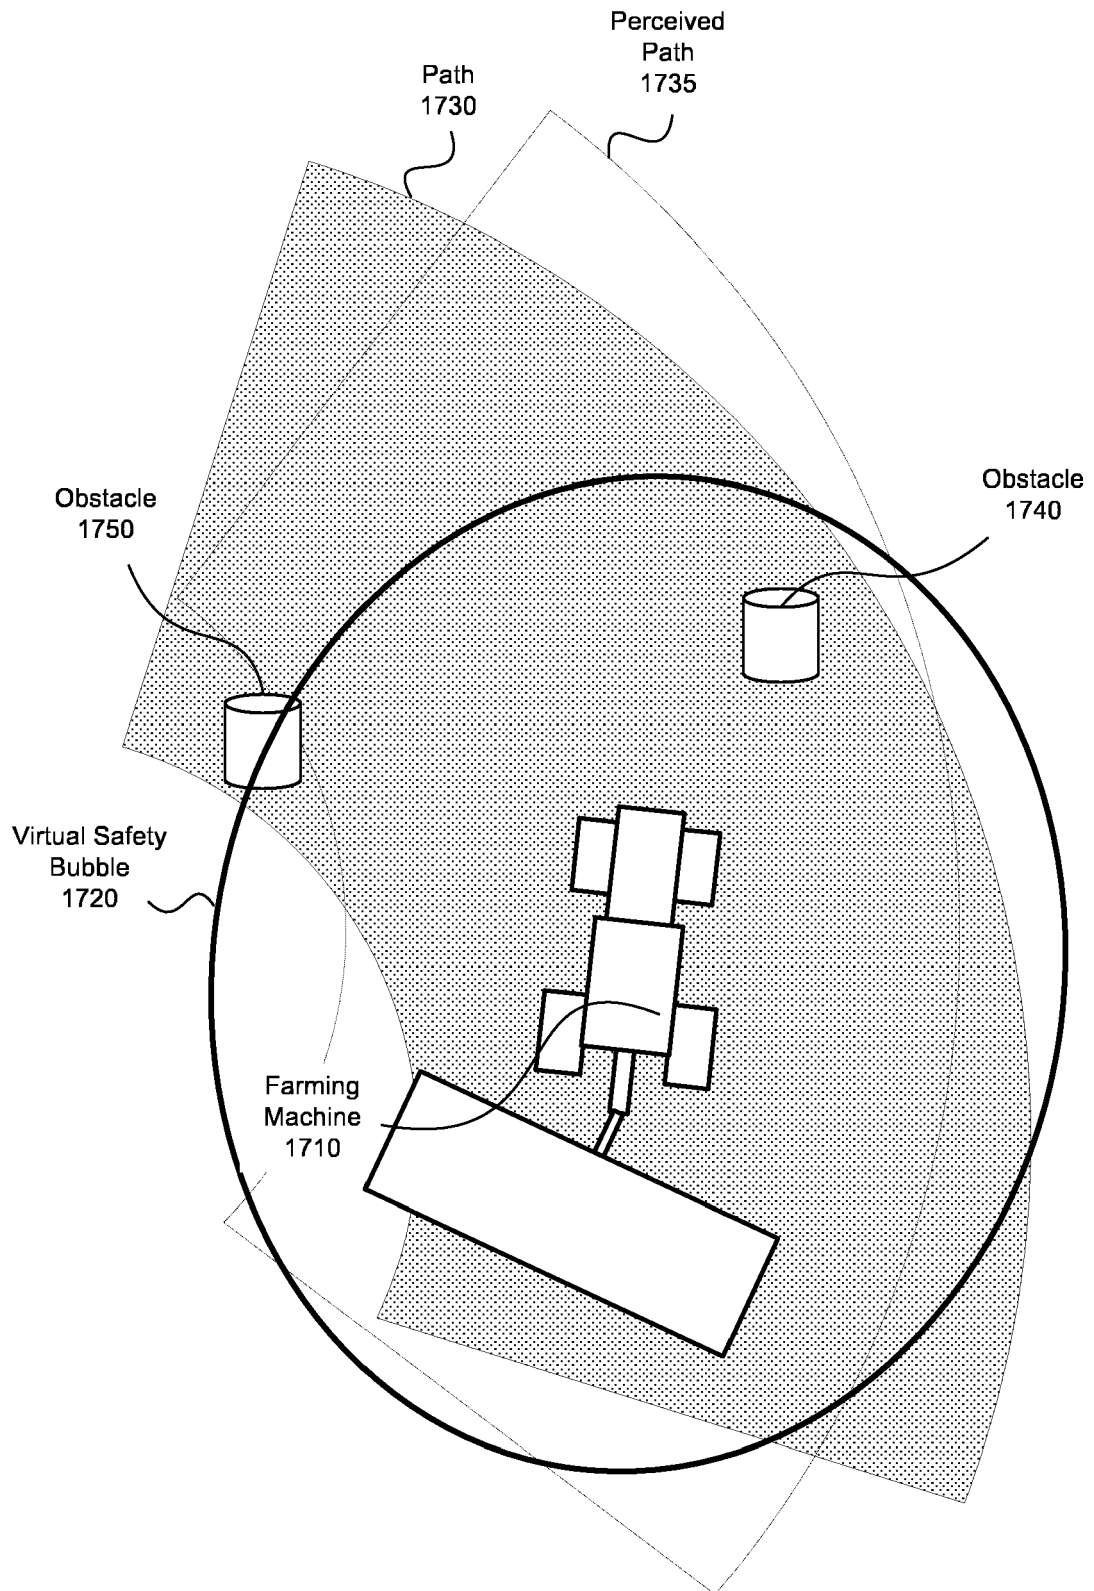 Perceived
Path
1735
Path
1730
Obstacle
1740
Obstacle
1750
Virtual Safety
Bubble
1720
Farming
Machine
1710